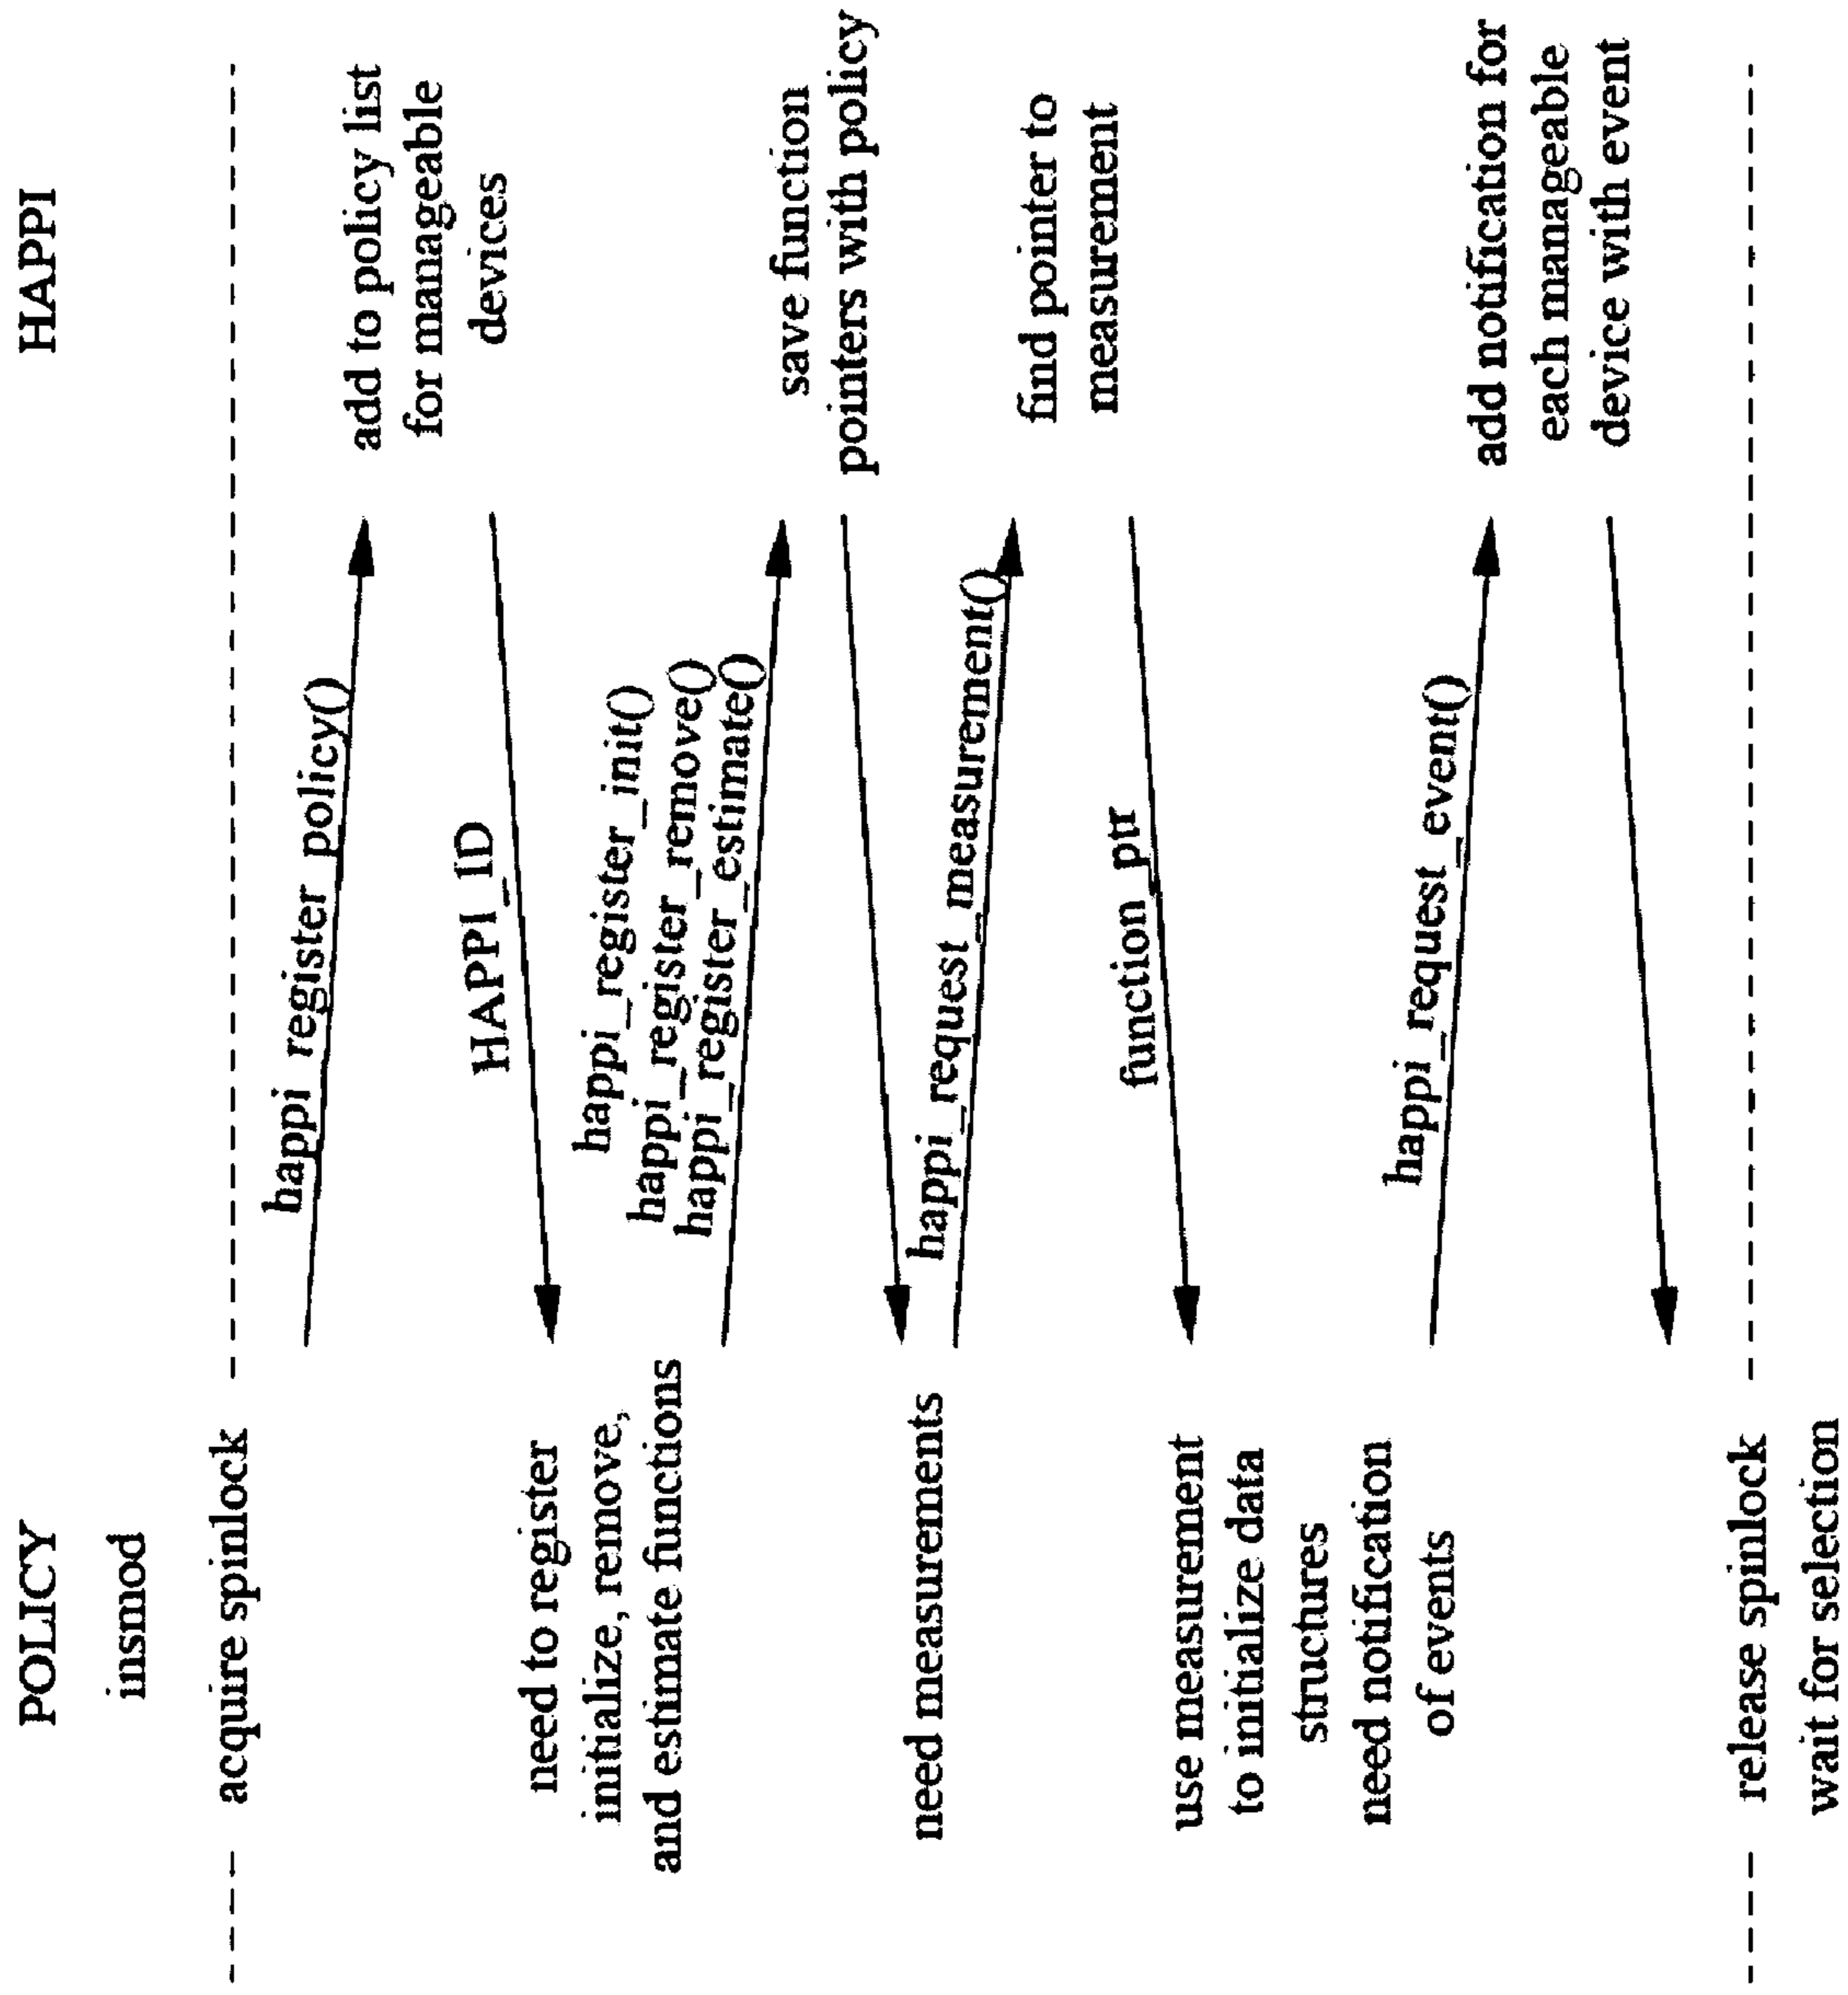 POLICY
HAPPI
insmod
acquire spinlock
happi_register_policy()
add to policy list
for manageable
devices
HAPPI_ID
need to register
initialize, remove,
and estimate functions
happi_register_init()
happi_register_remove()
happi_register_estimate()
save function
pointers with policy
need measurements
happi_request_measurement()
find pointer to
measurement
function_ptr
use measurement
to initialize data
structures
need notification
of events
happi_request_event()
add notification for
each manageable
device with event
release spinlock
wait for selection